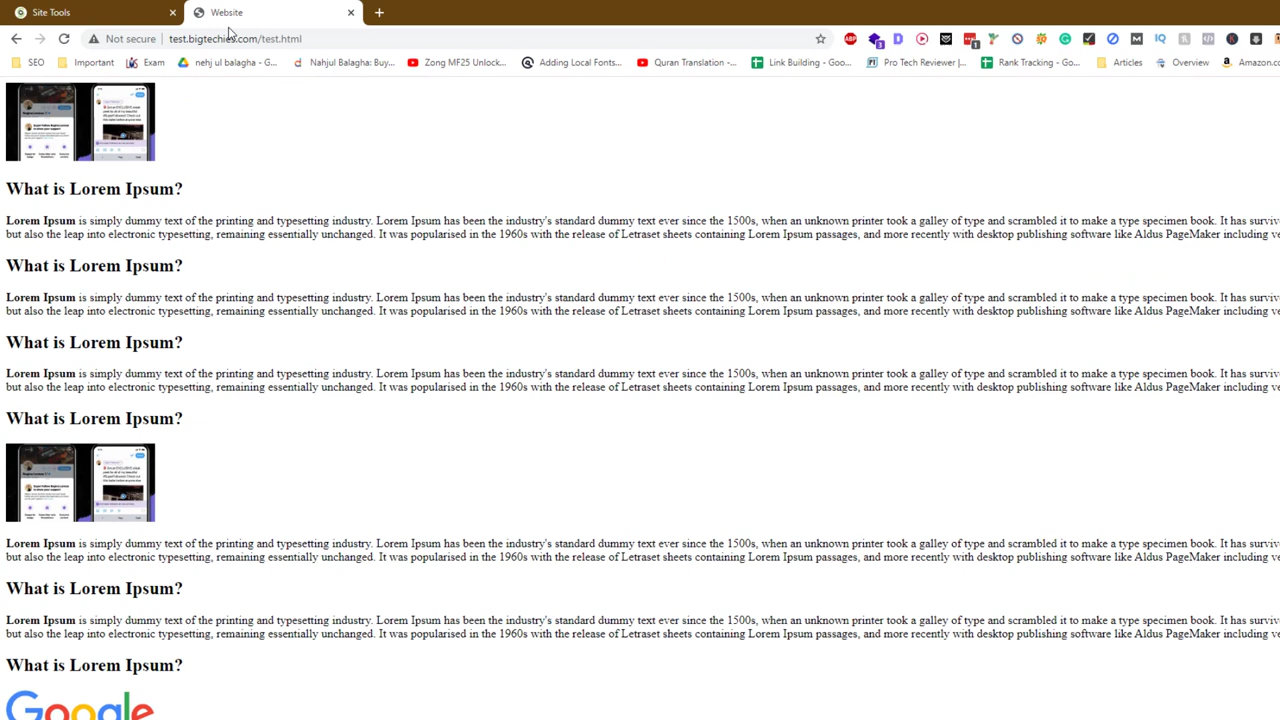 Site Tools
Website
Not secure test.bigtechies.com/test.html
SEO Important Exam nehj ul balagha - G... Nahjul Balagha: Buy... Zong MF25 Unlock... Adding Local Fonts... Quran Translation -... Link Building - Goo... Pro Tech Reviewer |... Rank Tracking - Go... Articles Overview Amazon.co
What is Lorem Ipsum?
Lorem Ipsum is simply dummy text of the printing and typesetting industry. Lorem Ipsum has been the industry's standard dummy text ever since the 1500s, when an unknown printer took a galley of type and scrambled it to make a type specimen book. It has surviv
but also the leap into electronic typesetting, remaining essentially unchanged. It was popularised in the 1960s with the release of Letraset sheets containing Lorem Ipsum passages, and more recently with desktop publishing software like Aldus PageMaker including ve
What is Lorem Ipsum?
Lorem Ipsum is simply dummy text of the printing and typesetting industry. Lorem Ipsum has been the industry's standard dummy text ever since the 1500s, when an unknown printer took a galley of type and scrambled it to make a type specimen book. It has surviv
but also the leap into electronic typesetting, remaining essentially unchanged. It was popularised in the 1960s with the release of Letraset sheets containing Lorem Ipsum passages, and more recently with desktop publishing software like Aldus PageMaker including ve
What is Lorem Ipsum?
Lorem Ipsum is simply dummy text of the printing and typesetting industry. Lorem Ipsum has been the industry's standard dummy text ever since the 1500s, when an unknown printer took a galley of type and scrambled it to make a type specimen book. It has surviv
but also the leap into electronic typesetting, remaining essentially unchanged. It was popularised in the 1960s with the release of Letraset sheets containing Lorem Ipsum passages, and more recently with desktop publishing software like Aldus PageMaker including ve
What is Lorem Ipsum?
Lorem Ipsum is simply dummy text of the printing and typesetting industry. Lorem Ipsum has been the industry's standard dummy text ever since the 1500s, when an unknown printer took a galley of type and scrambled it to make a type specimen book. It has surviv
but also the leap into electronic typesetting, remaining essentially unchanged. It was popularised in the 1960s with the release of Letraset sheets containing Lorem Ipsum passages, and more recently with desktop publishing software like Aldus PageMaker including ve
What is Lorem Ipsum?
Lorem Ipsum is simply dummy text of the printing and typesetting industry. Lorem Ipsum has been the industry's standard dummy text ever since the 1500s, when an unknown printer took a galley of type and scrambled it to make a type specimen book. It has surviv
but also the leap into electronic typesetting, remaining essentially unchanged. It was popularised in the 1960s with the release of Letraset sheets containing Lorem Ipsum passages, and more recently with desktop publishing software like Aldus PageMaker including ve
What is Lorem Ipsum?
Google